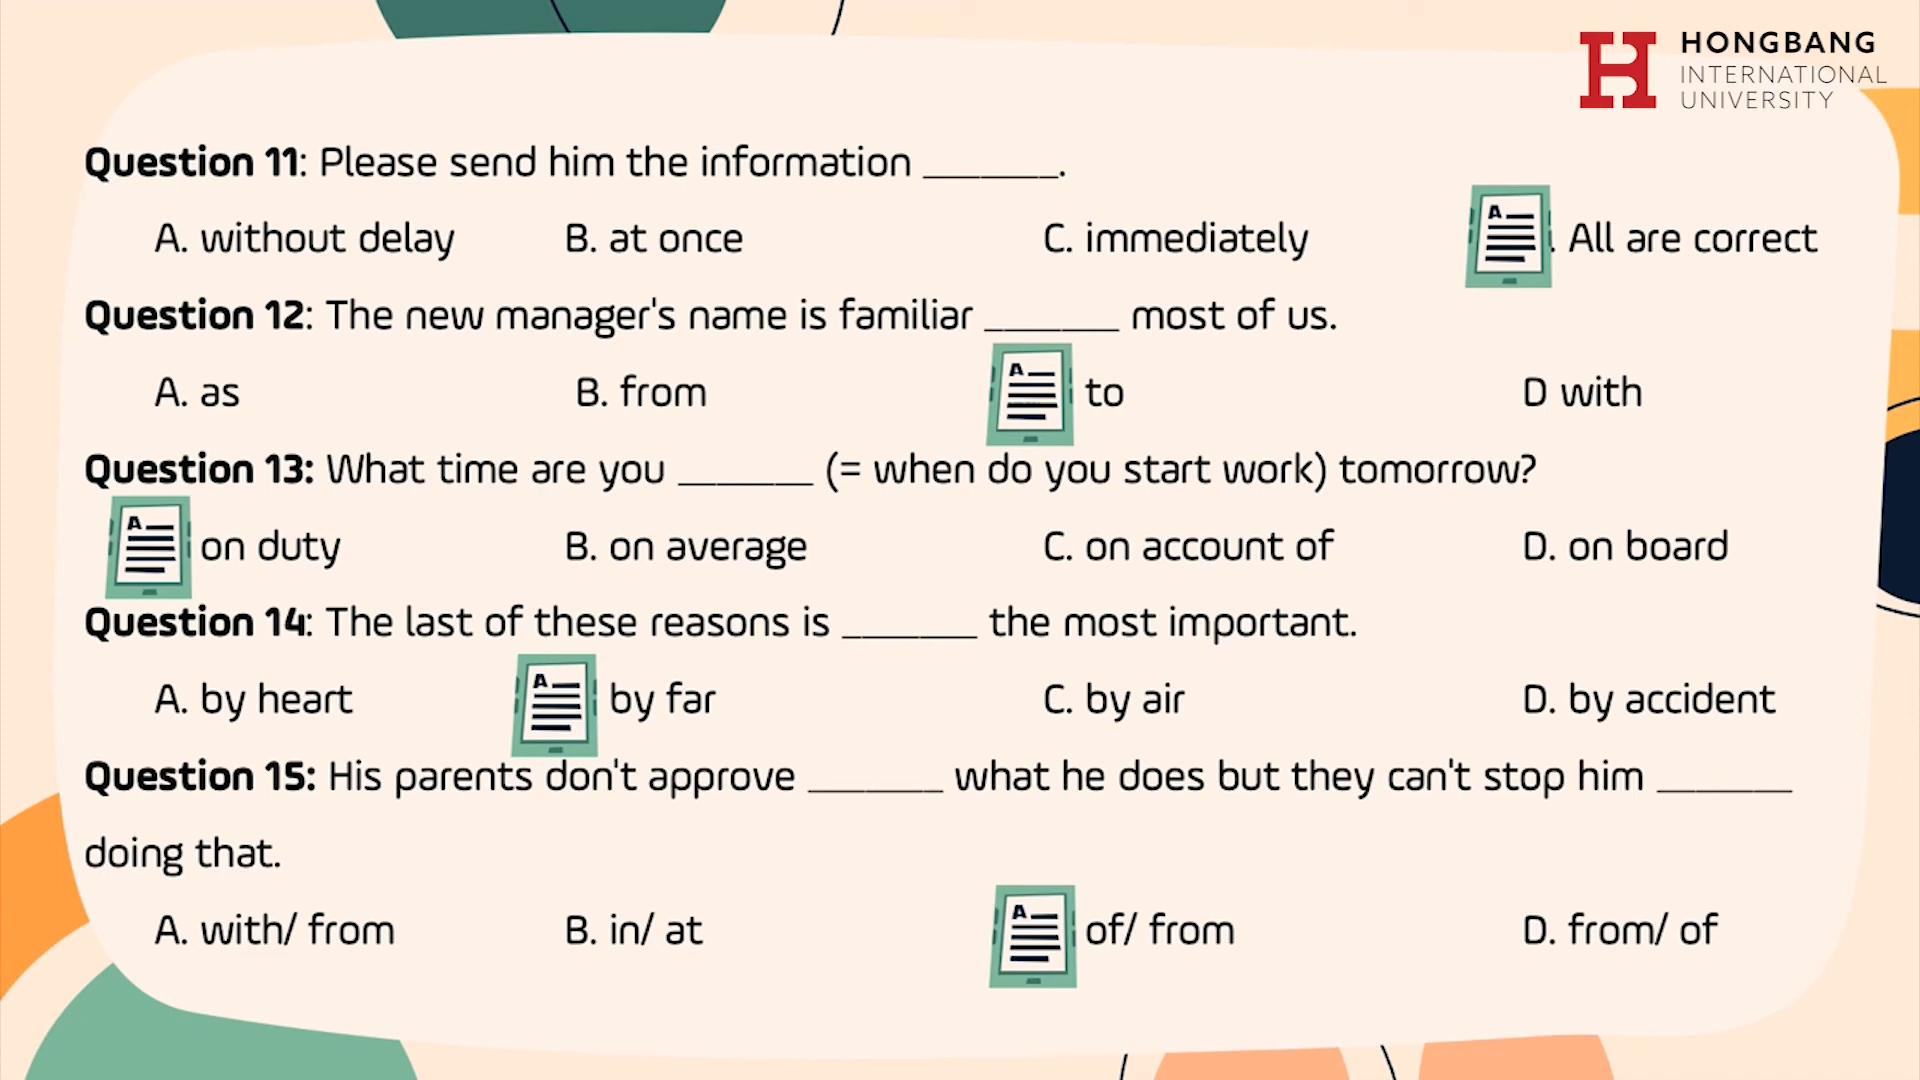 HONGBANG
INTERNATIONAL
UNIVERSITY
Question 11: Please send him the information _______.
A. without delay B. at once C. immediately . All are correct
Question 12: The new manager's name is familiar _______ most of us.
A. as B. from to D with
Question 13: What time are you _______ (= when do you start work) tomorrow?
on duty B. on average C. on account of D. on board
Question 14: The last of these reasons is _______ the most important.
A. by heart by far C. by air D. by accident
Question 15: His parents don't approve _______ what he does but they can't stop him _______
doing that.
A. with/ from B. in/ at of/ from D. from/ of